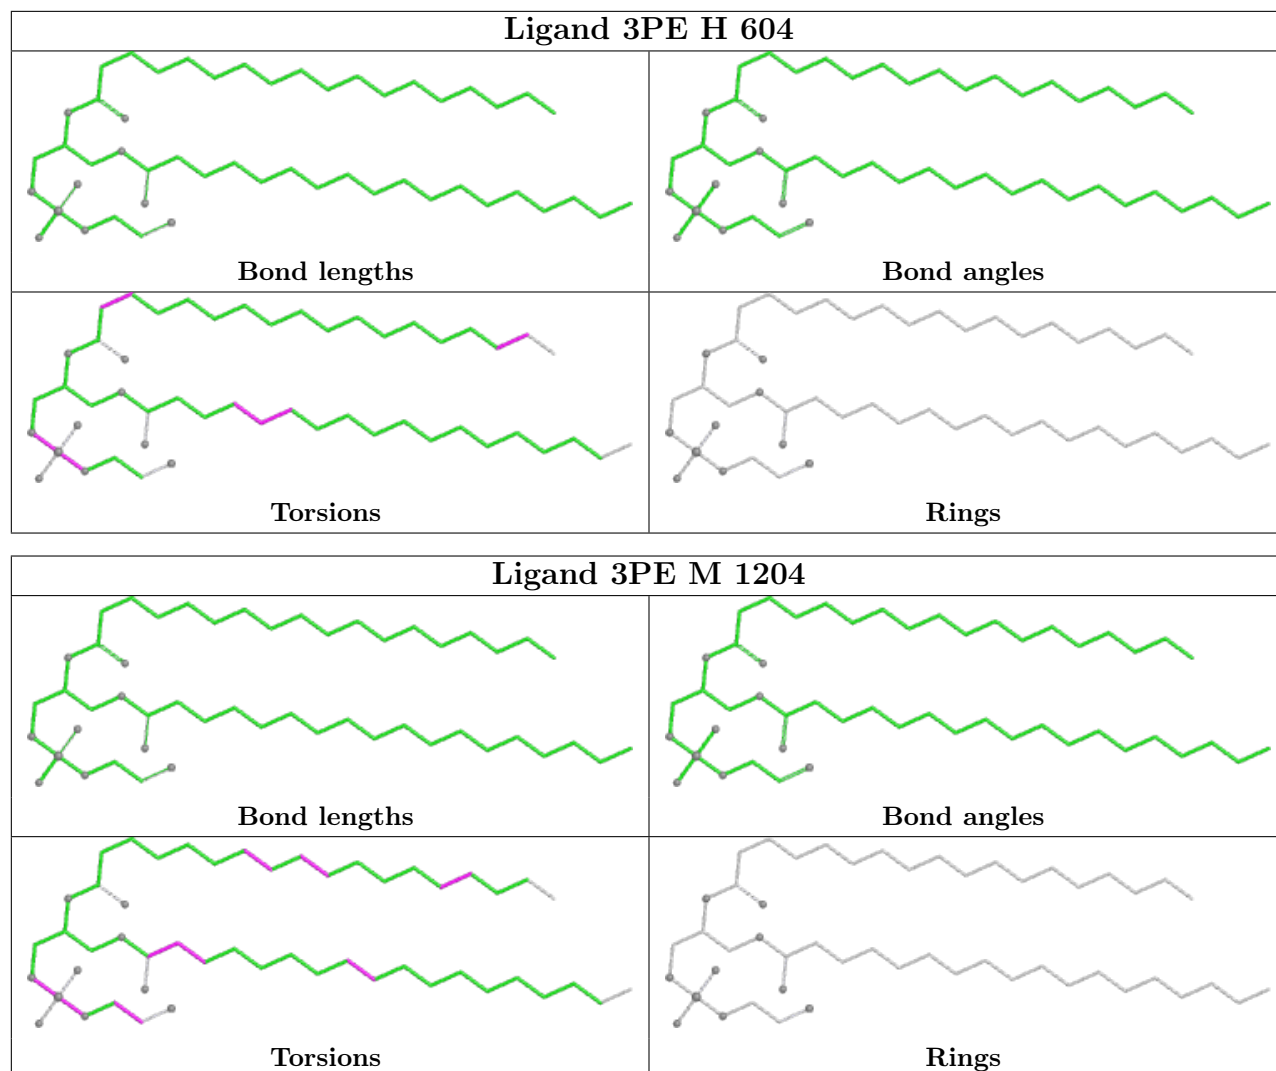 Ligand 3PE H 604
Bond lengths
Bond angles
Torsions
Rings
Ligand 3PE M 1204
Bond lengths
Bond angles
Torsions
Rings